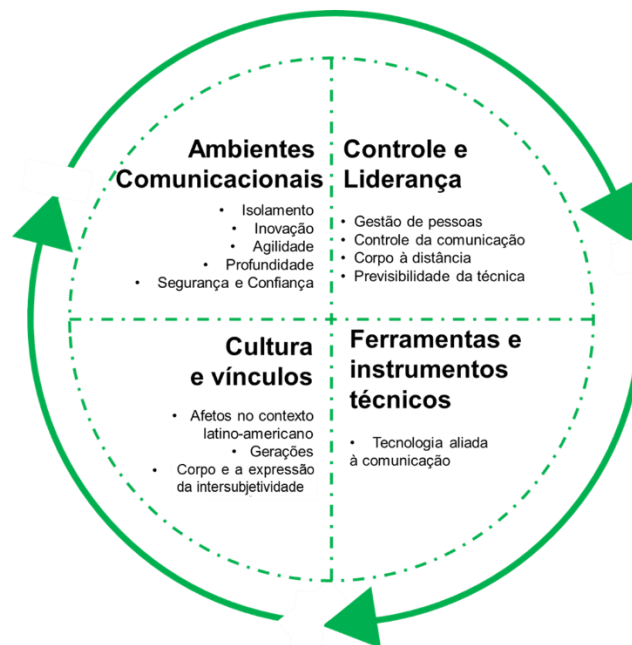 Ambientes
Comunicacionais
• Isolamento
• Inovação
• Agilidade
• Profundidade
• Segurança e Confiança
Controle e
Liderança
• Gestão de pessoas
• Controle da comunicação
• Corpo à distância
• Previsibilidade da técnica
Cultura
e vínculos
• Afetos no contexto
latino-americano
• Gerações
• Corpo e a expressão
da intersubjetividade
Ferramentas e
instrumentos
técnicos
• Tecnologia aliada
à comunicação